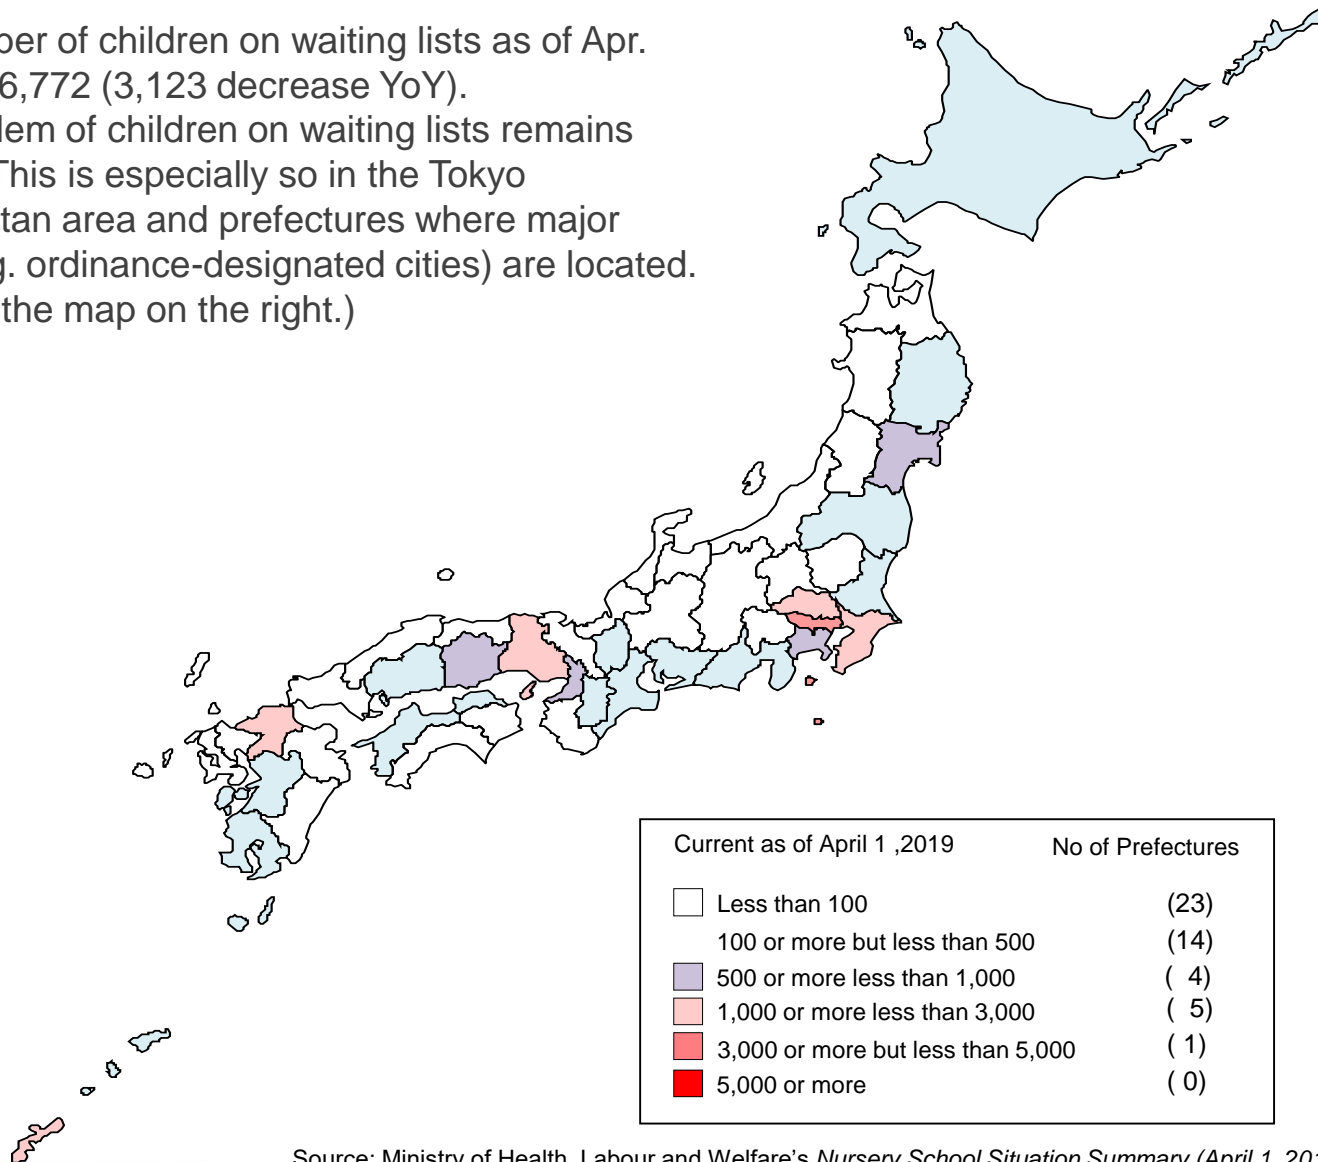 ber of children on waiting lists as of Apr.
6,772 (3,123 decrease YoY).
lem of children on waiting lists remains
This is especially so in the Tokyo
tan area and prefectures where major
g. ordinance-designated cities) are located.
the map on the right.)
Current as of April 1 ,2019 No of Prefectures
Less than 100 (23)
100 or more but less than 500 (14)
500 or more less than 1,000 ( 4)
1,000 or more less than 3,000 ( 5)
3,000 or more but less than 5,000 ( 1)
5,000 or more ( 0)
Source: Ministry of Health, Labour and Welfare's Nursery School Situation Summary (April 1, 201